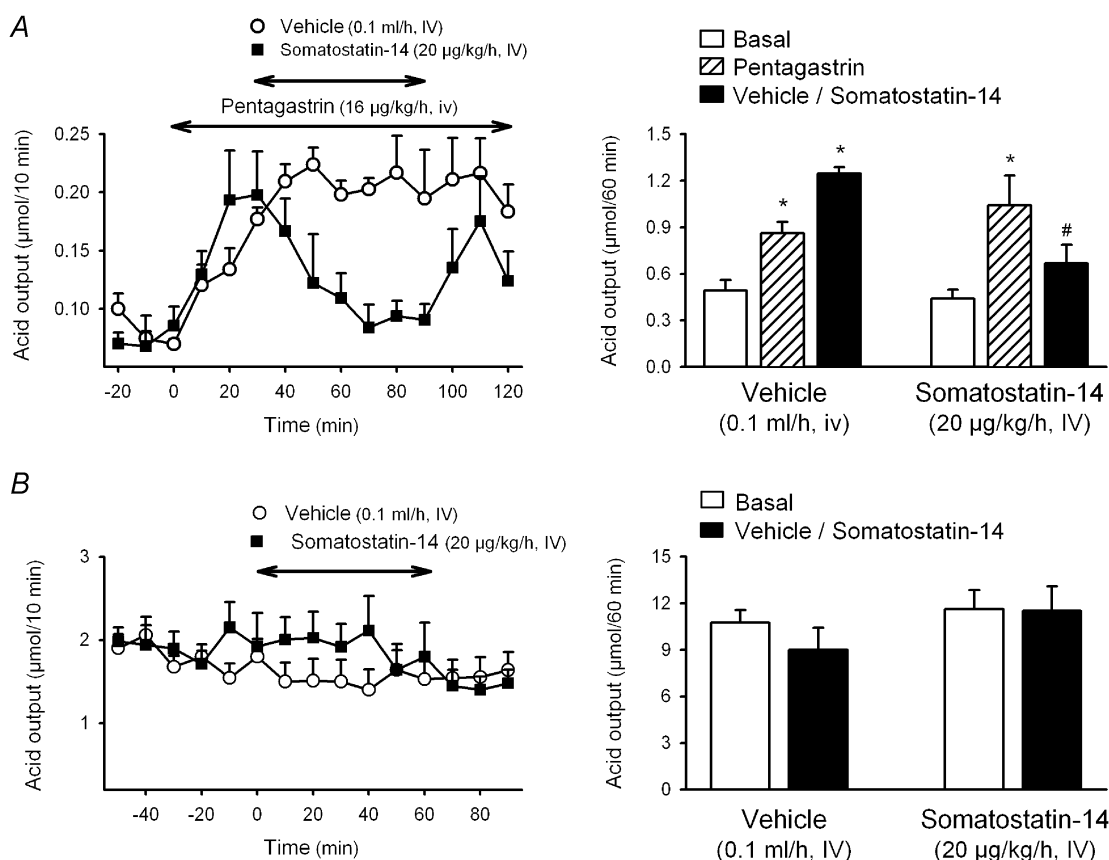 A
Vehicle (0.1 ml/h, IV)
Somatostatin-14 (20 µg/kg/h, IV)
Pentagastrin (16 µg/kg/h, iv)
Acid output (µmol/10 min)
0.25
0.20
0.15
0.10
-20 0 20 40 60 80 100 120
Time (min)
Basal
Pentagastrin
Vehicle / Somatostatin-14
Acid output (µmol/60 min)
1.5
1.2
0.9
0.6
0.3
0.0
* * * #
Vehicle
(0.1 ml/h, iv)
Somatostatin-14
(20 µg/kg/h, IV)
B
Vehicle (0.1 ml/h, IV)
Somatostatin-14 (20 µg/kg/h, IV)
Acid output (µmol/10 min)
3
2
1
-40 -20 0 20 40 60 80
Time (min)
Basal
Vehicle / Somatostatin-14
Acid output (µmol/60 min)
15
12
9
6
3
0
Vehicle
(0.1 ml/h, IV)
Somatostatin-14
(20 µg/kg/h, IV)